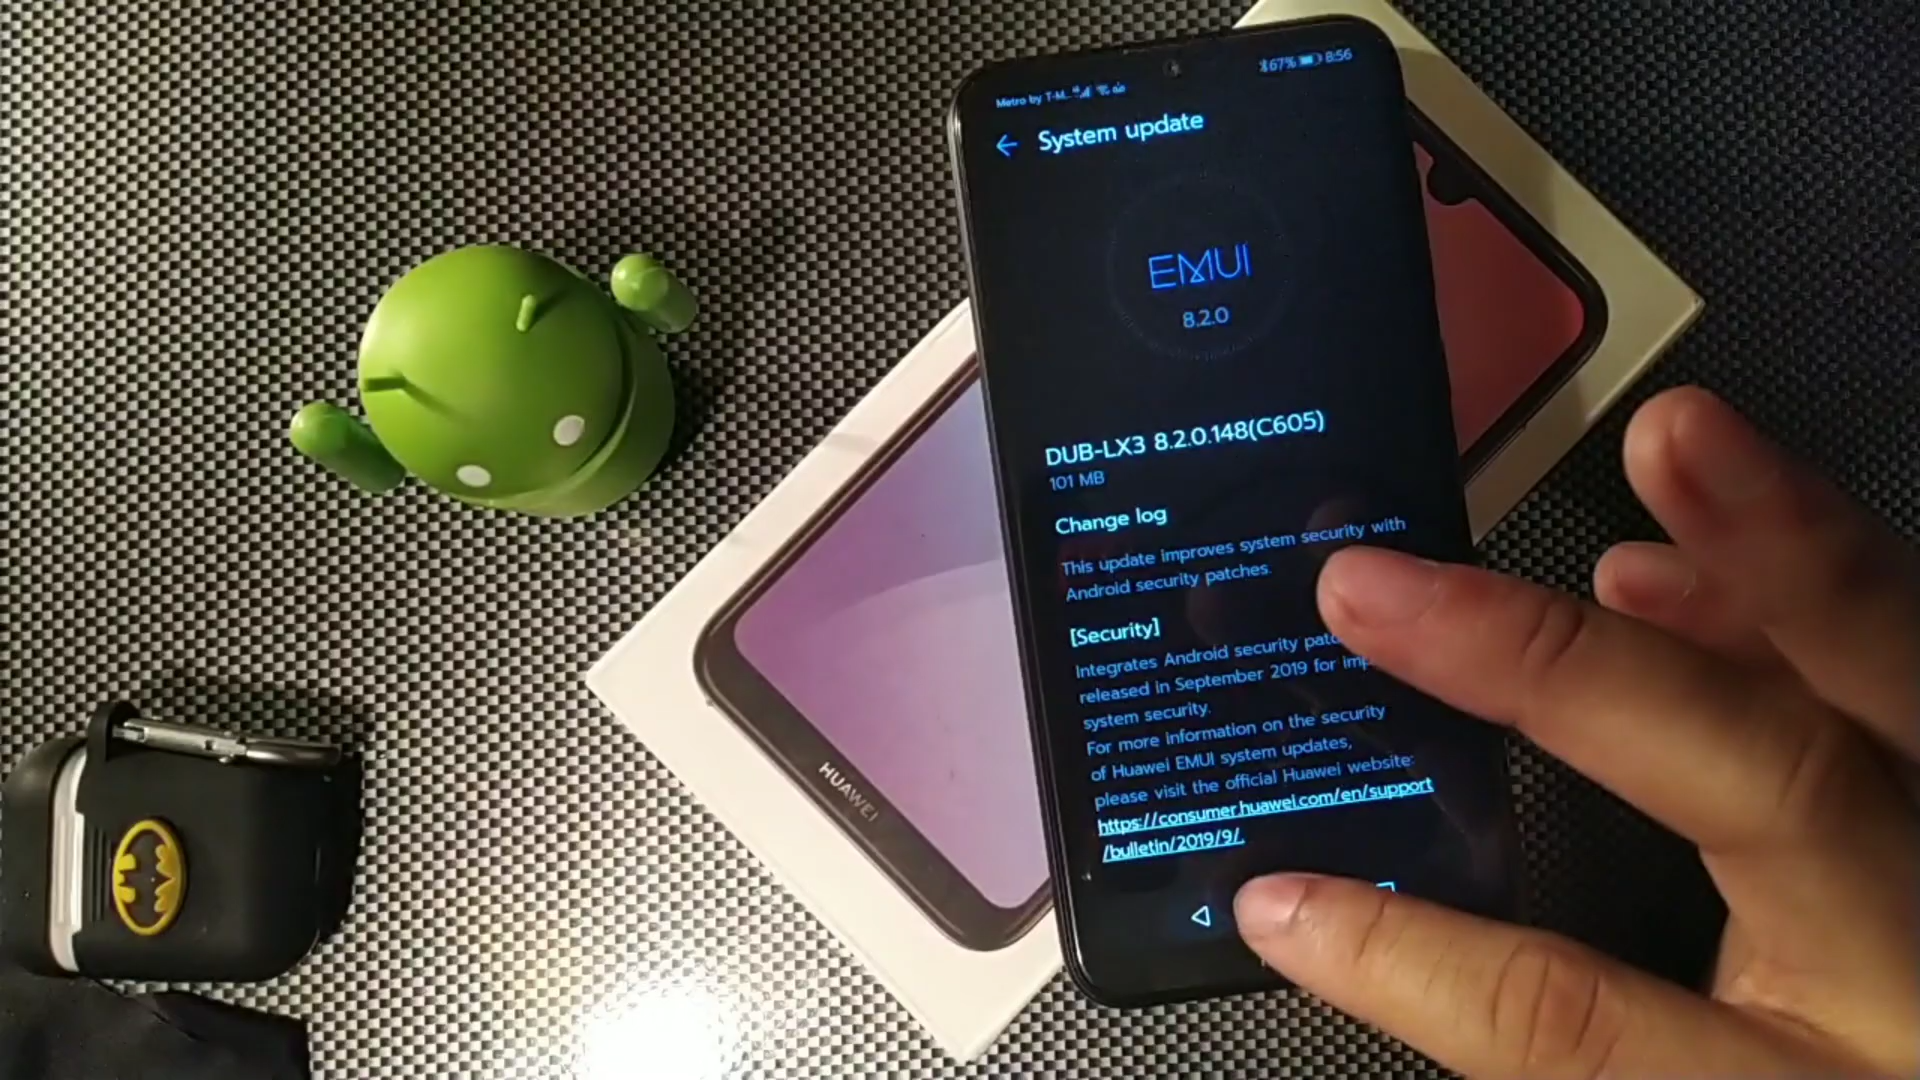 Metro by T-M...
67% 8:56
System update
EMUI
8.2.0
DUB-LX3 8.2.0.148(C605)
101 MB
Change log
This update improves system security with
Android security patches.
[Security]
Integrates Android security
released in September 2019 for
system security.
For more information on the security
of Huawei EMUI system updates,
please visit the official Huawei website:
https://consumer.huawei.com/en/support
/bulletin/2019/9/.
HUAWEI